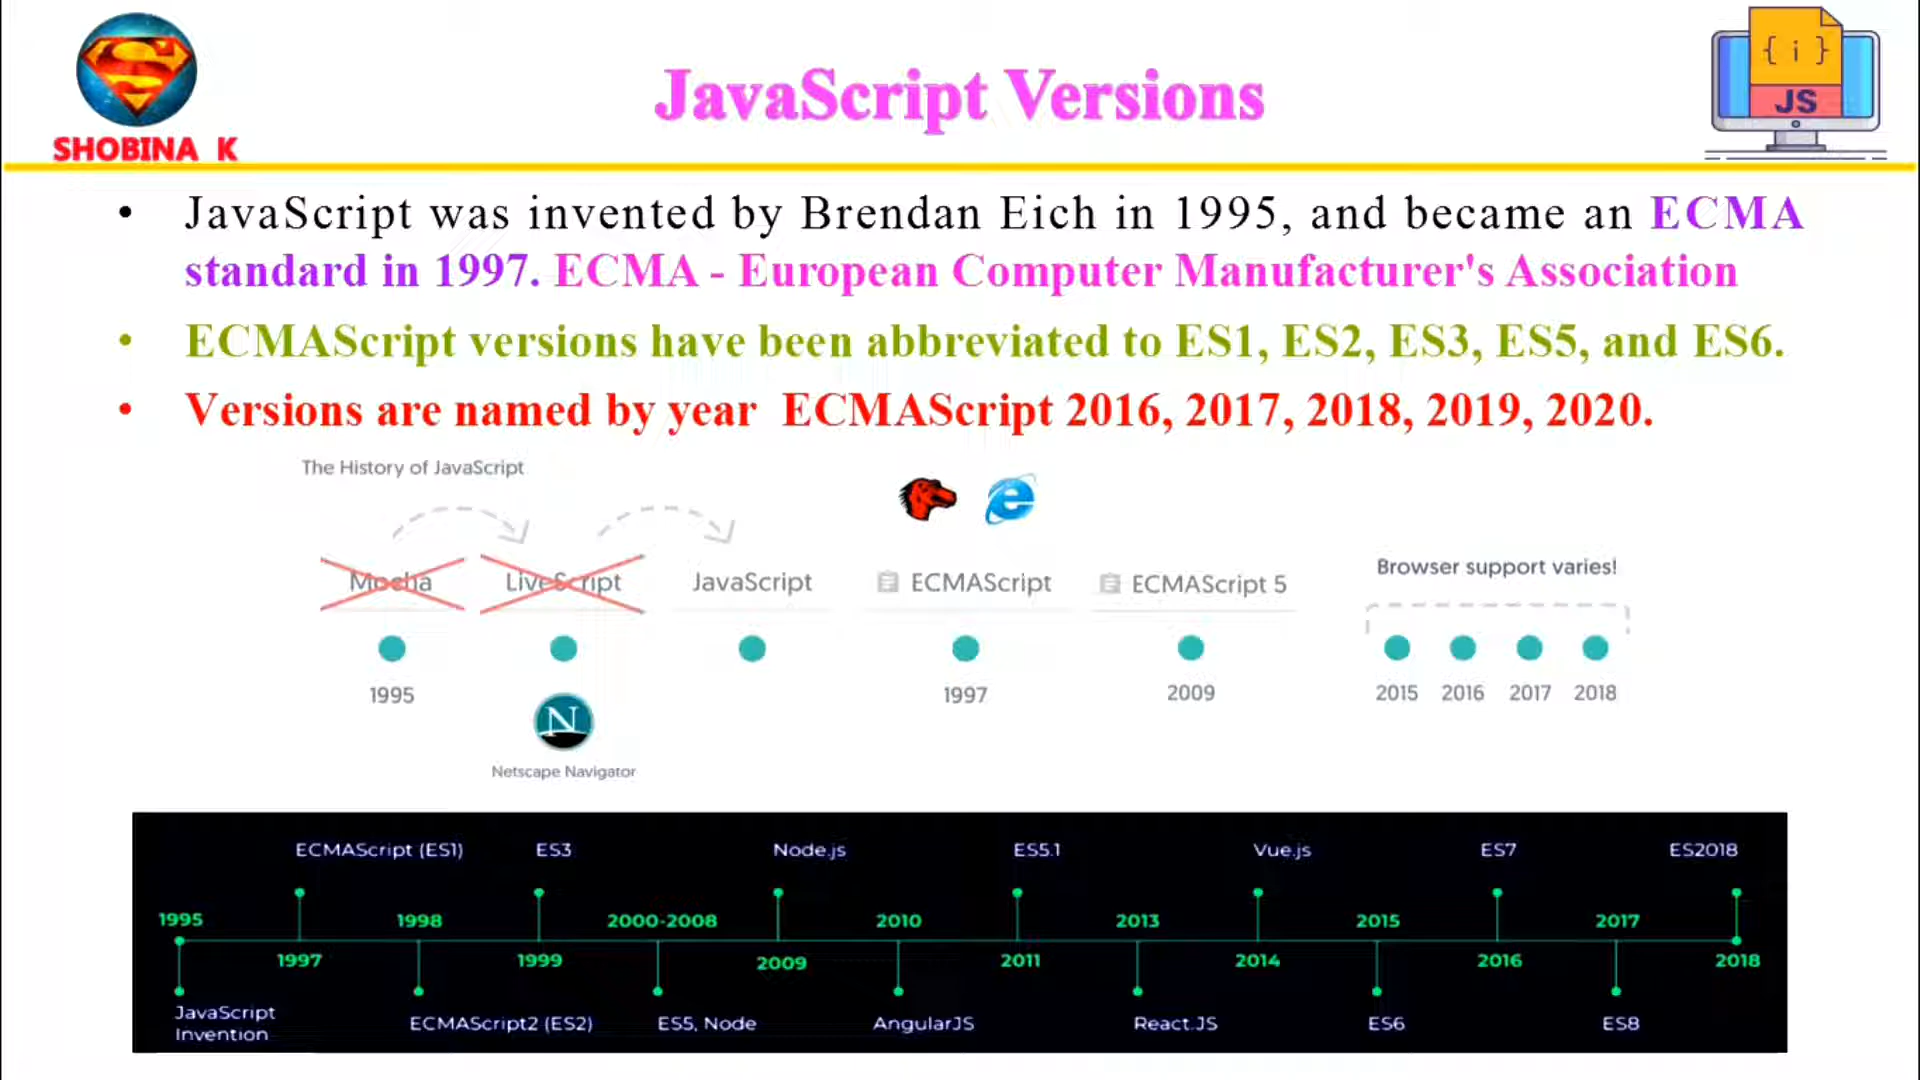 SHOBINA K
JavaScript Versions
{ i }
JS
• JavaScript was invented by Brendan Eich in 1995, and became an ECMA
standard in 1997. ECMA - European Computer Manufacturer's Association
• ECMAScript versions have been abbreviated to ES1, ES2, ES3, ES5, and ES6.
• Versions are named by year ECMAScript 2016, 2017, 2018, 2019, 2020.
The History of JavaScript
Browser support varies!
Mocha LiveScript JavaScript ECMAScript ECMAScript 5
1995 1997 2009 2015 2016 2017 2018
N
Netscape Navigator
ECMAScript (ES1) ES3 Node.js ES5.1 Vue.js ES7 ES2018
1995 1998 2000-2008 2010 2013 2015 2017
1997 1999 2009 2011 2014 2016 2018
JavaScript
Invention
ECMAScript2 (ES2) ES5, Node AngularJS React.JS ES6 ES8